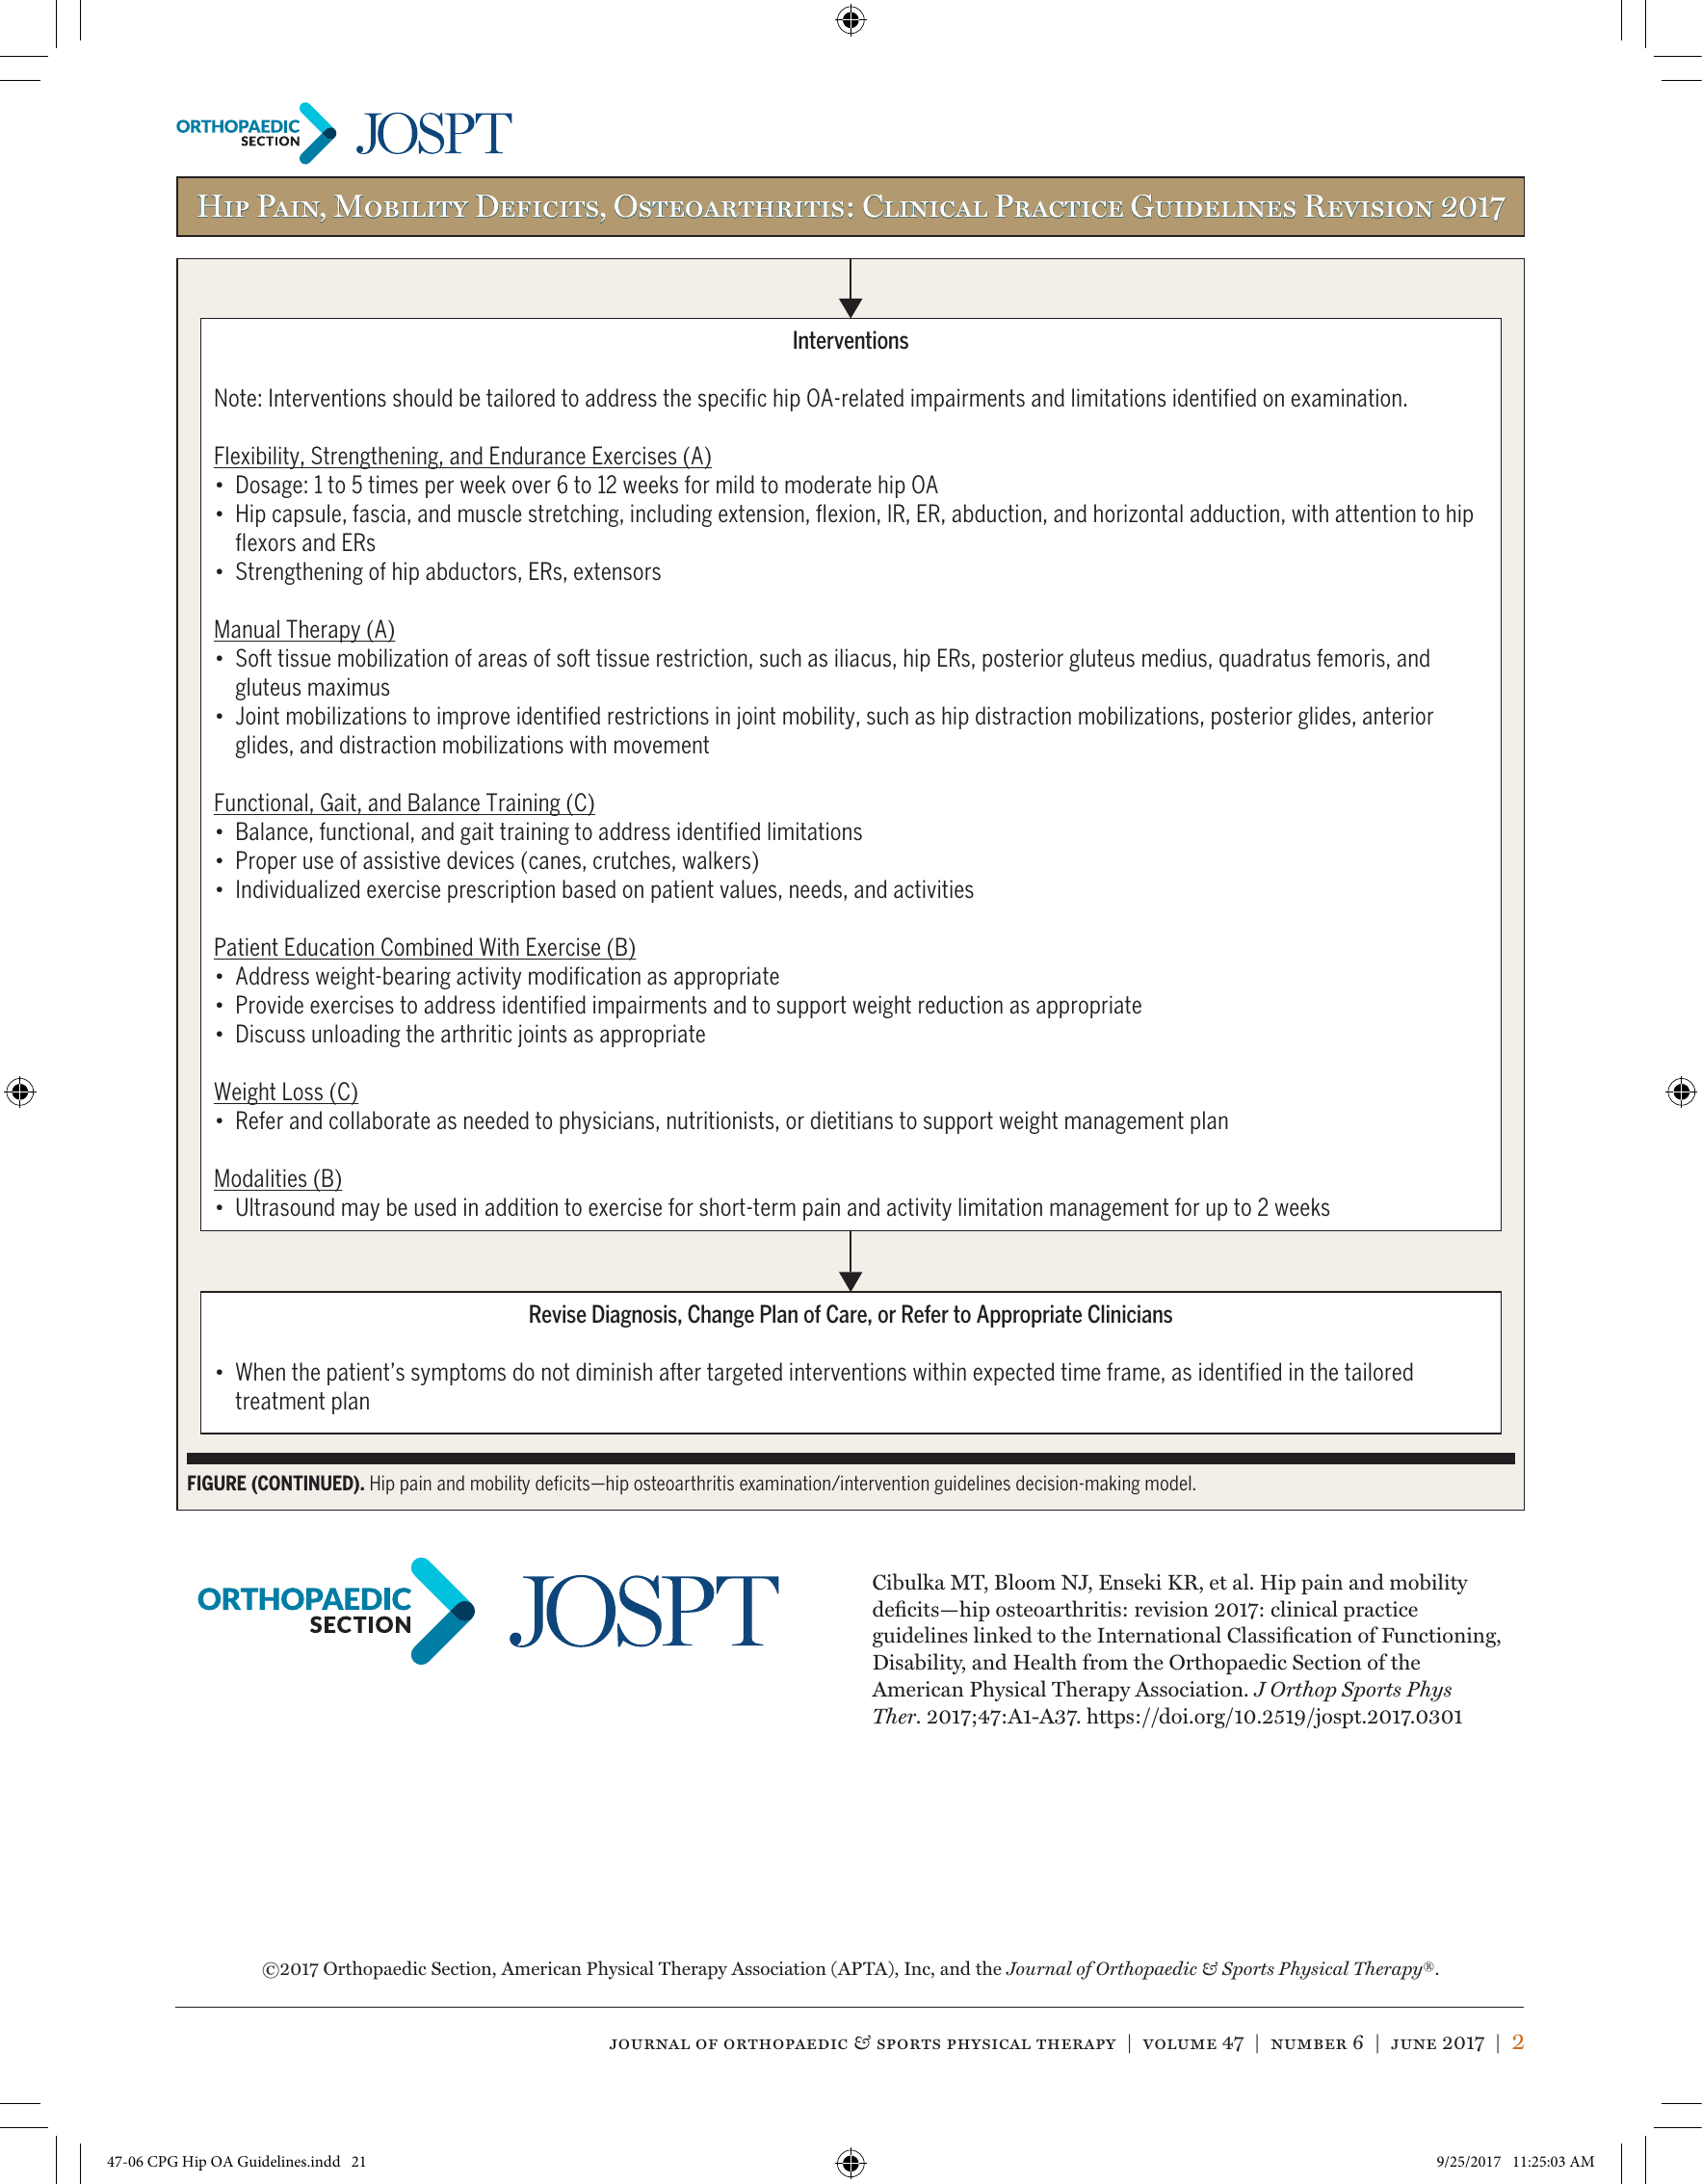 ORTHOPAEDIC
SECTION
JOSPT
Hip Pain, Mobility Deficits, Osteoarthritis: Clinical Practice Guidelines Revision 2017
Interventions
Note: Interventions should be tailored to address the specific hip OA-related impairments and limitations identified on examination.
Flexibility, Strengthening, and Endurance Exercises (A)
• Dosage: 1 to 5 times per week over 6 to 12 weeks for mild to moderate hip OA
• Hip capsule, fascia, and muscle stretching, including extension, flexion, IR, ER, abduction, and horizontal adduction, with attention to hip
flexors and ERs
• Strengthening of hip abductors, ERs, extensors
Manual Therapy (A)
• Soft tissue mobilization of areas of soft tissue restriction, such as iliacus, hip ERs, posterior gluteus medius, quadratus femoris, and
gluteus maximus
• Joint mobilizations to improve identified restrictions in joint mobility, such as hip distraction mobilizations, posterior glides, anterior
glides, and distraction mobilizations with movement
Functional, Gait, and Balance Training (C)
• Balance, functional, and gait training to address identified limitations
• Proper use of assistive devices (canes, crutches, walkers)
• Individualized exercise prescription based on patient values, needs, and activities
Patient Education Combined With Exercise (B)
• Address weight-bearing activity modification as appropriate
• Provide exercises to address identified impairments and to support weight reduction as appropriate
• Discuss unloading the arthritic joints as appropriate
Weight Loss (C)
• Refer and collaborate as needed to physicians, nutritionists, or dietitians to support weight management plan
Modalities (B)
• Ultrasound may be used in addition to exercise for short-term pain and activity limitation management for up to 2 weeks
Revise Diagnosis, Change Plan of Care, or Refer to Appropriate Clinicians
• When the patient’s symptoms do not diminish after targeted interventions within expected time frame, as identified in the tailored
treatment plan
FIGURE (CONTINUED). Hip pain and mobility deficits—hip osteoarthritis examination/intervention guidelines decision-making model.
ORTHOPAEDIC
SECTION
JOSPT
Cibulka MT, Bloom NJ, Enseki KR, et al. Hip pain and mobility
deficits—hip osteoarthritis: revision 2017: clinical practice
guidelines linked to the International Classification of Functioning,
Disability, and Health from the Orthopaedic Section of the
American Physical Therapy Association. J Orthop Sports Phys
Ther. 2017;47:A1-A37. https://doi.org/10.2519/jospt.2017.0301
©2017 Orthopaedic Section, American Physical Therapy Association (APTA), Inc, and the Journal of Orthopaedic & Sports Physical Therapy®.
JOURNAL OF ORTHOPAEDIC & SPORTS PHYSICAL THERAPY | VOLUME 47 | NUMBER 6 | JUNE 2017 | 2
47-06 CPG Hip OA Guidelines.indd 21
9/25/2017 11:25:03 AM